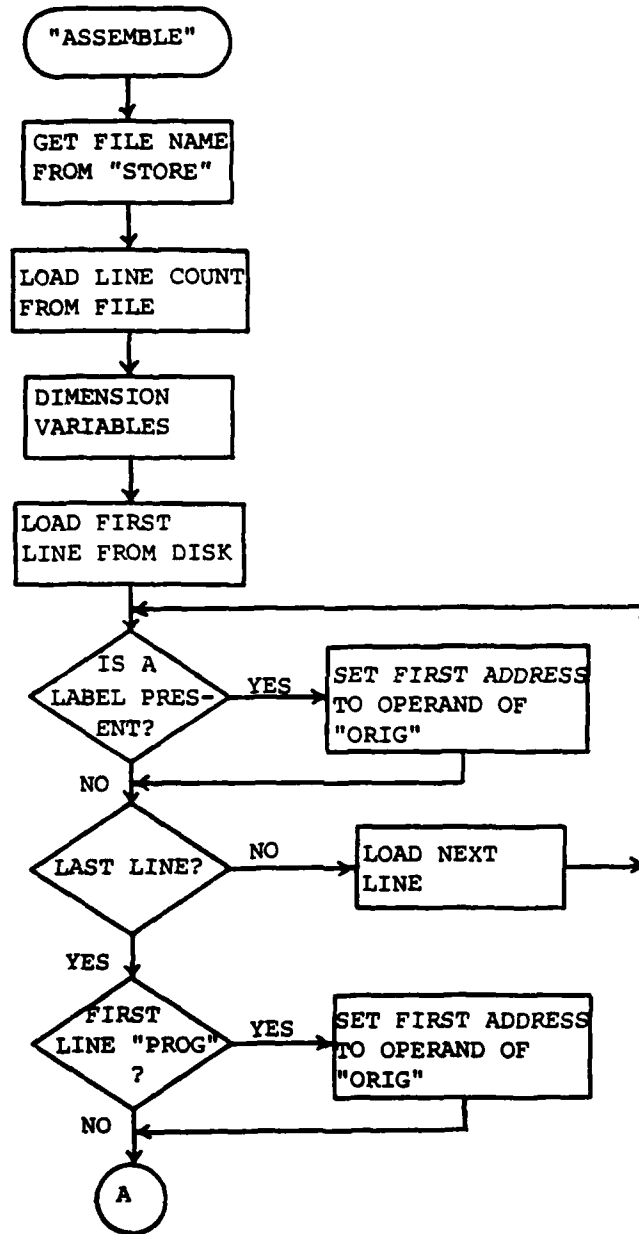 "ASSEMBLE"
GET FILE NAME
FROM "STORE"
LOAD LINE COUNT
FROM FILE
DIMENSION
VARIABLES
LOAD FIRST
LINE FROM DISK
IS A
LABEL PRES-
ENT?
YES
SET FIRST ADDRESS
TO OPERAND OF
"ORIG"
NO
LAST LINE?
NO
LOAD NEXT
LINE
YES
FIRST
LINE "PROG"
?
YES
SET FIRST ADDRESS
TO OPERAND OF
"ORIG"
NO
A